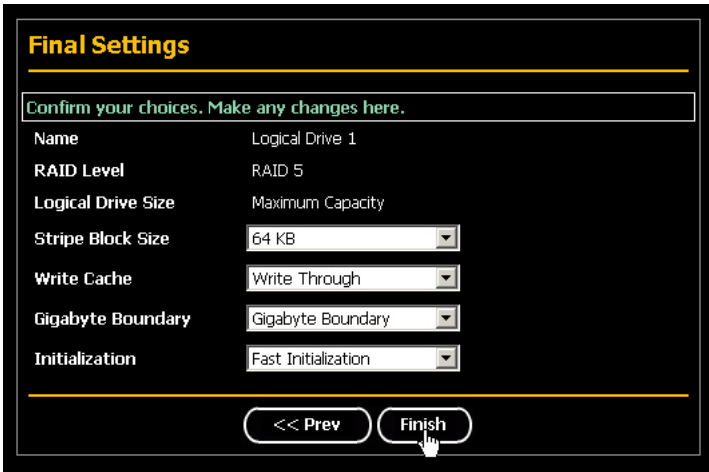 Final Settings
Confirm your choices. Make any changes here.
Name Logical Drive 1
RAID Level RAID 5
Logical Drive Size Maximum Capacity
Stripe Block Size 64 KB
Write Cache Write Through
Gigabyte Boundary Gigabyte Boundary
Initialization Fast Initialization
<< Prev Finish